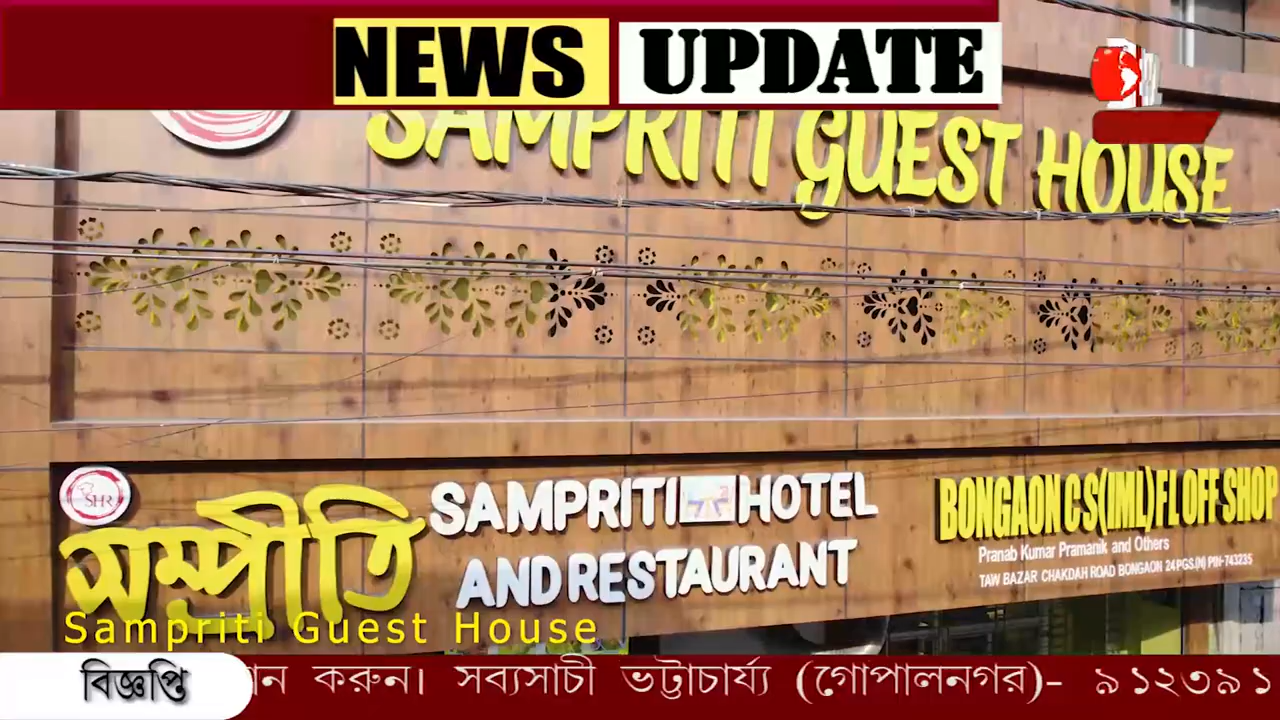 NEWS UPDATE
SAMPRITI GUEST HOUSE
SHR
সম্প্রীতি
SAMPRITI HOTEL
AND RESTAURANT
BONGAON C S(IML)F L OFF SHOP
Pranab Kumar Pramanik and Others
TAW BAZAR CHAKDAH ROAD BONGAON 24PGS.(N) PIN-743235
Sampriti Guest House
বিজ্ঞপ্তি
ান করুন। সব্যসাচী ভট্টাচার্য্য (গোপালনগর)- ৯১২৩৯১